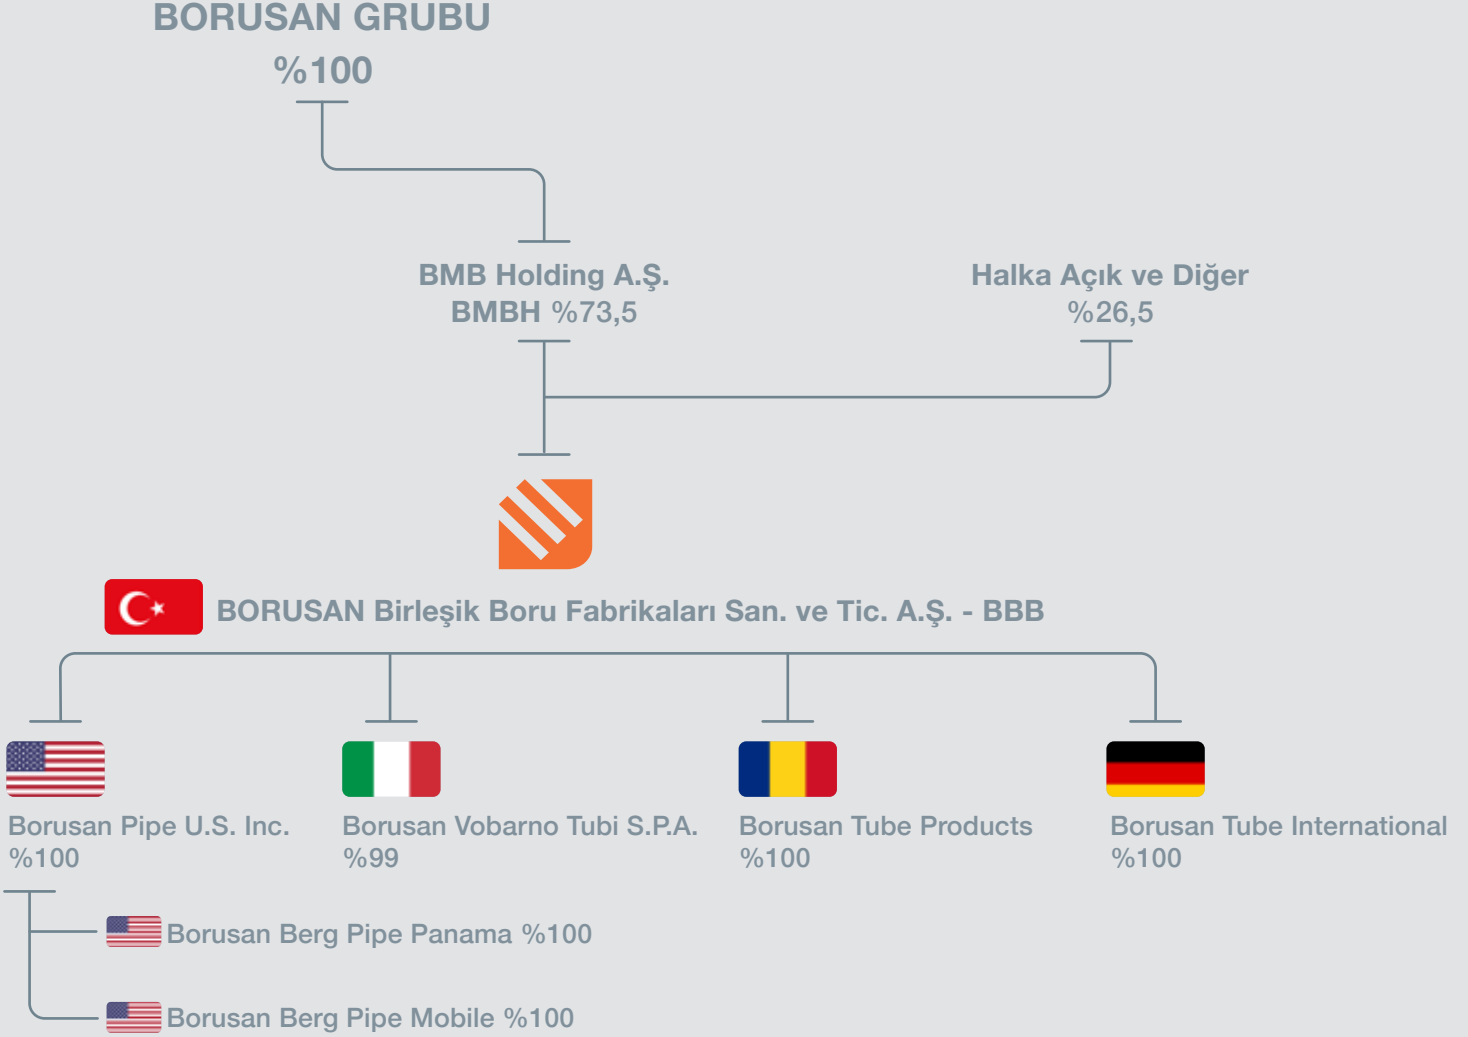 BORUSAN GRUBU
%100
BMB Holding A.Ş.
BMBH %73,5
Halka Açık ve Diğer
%26,5
BORUSAN Birleşik Boru Fabrikaları San. ve Tic. A.Ş. - BBB
Borusan Pipe U.S. Inc.
%100
Borusan Vobarno Tubi S.P.A.
%99
Borusan Tube Products
%100
Borusan Tube International
%100
Borusan Berg Pipe Panama %100
Borusan Berg Pipe Mobile %100